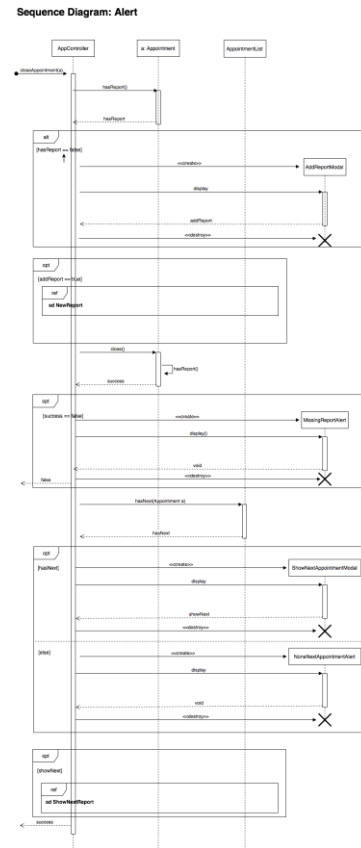 Sequence Diagram: Alert
AppController
a: Appointment
AppointmentList
closeAppointment(a)
hasReport()
hasReport
alt
[hasReport == false]
<<create>>
AddReportModal
display
addReport
<<destroy>>
opt
[addReport == true]
ref
sd NewReport
close()
hasReport()
success
opt
[success == false]
<<create>>
MissingReportAlert
display()
void
<<destroy>>
false
hasNext(Appointment a)
hasNext
opt
[hasNext]
<<create>>
ShowNextAppointmentModal
display
showNext
<<destroy>>
[else]
<<create>>
NoneNextAppointmentAlert
display
void
<<destroy>>
opt
[showNext]
ref
sd ShowNextReport
success